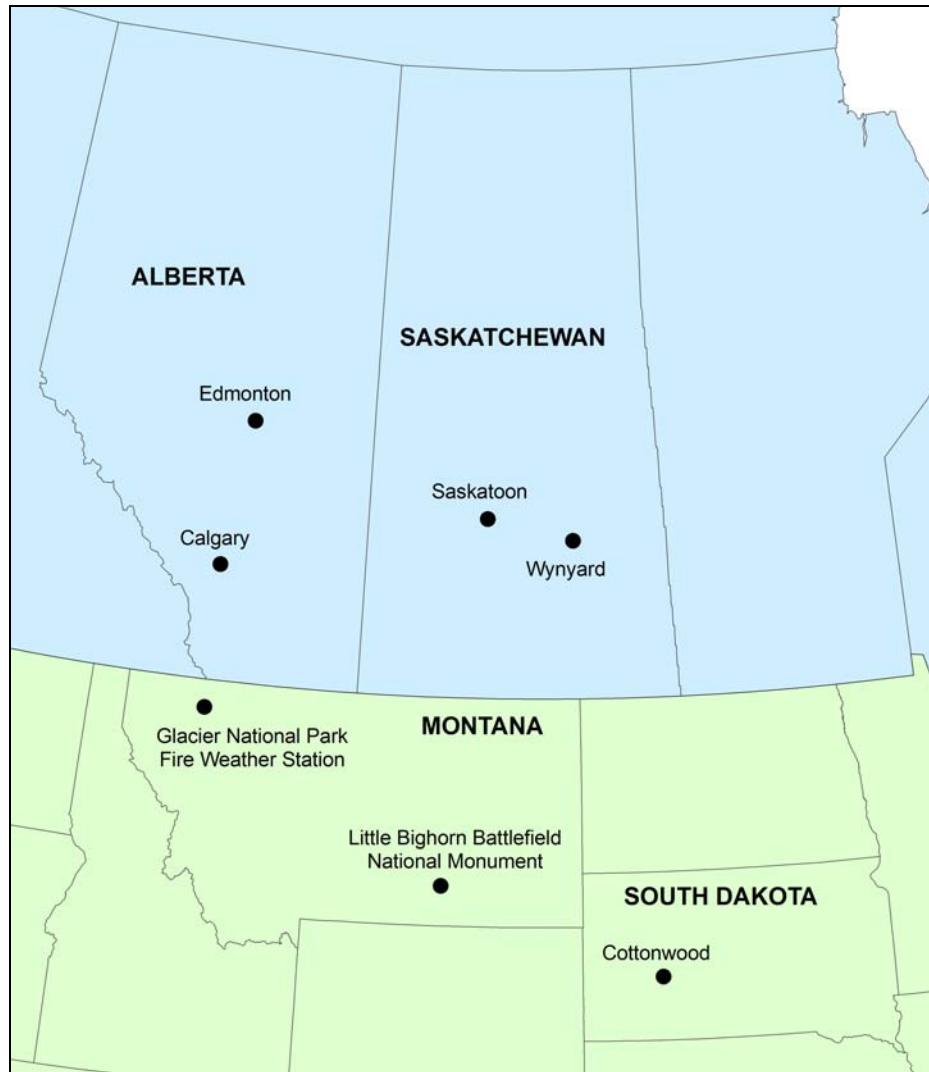 ALBERTA
SASKATCHEWAN
Edmonton
Saskatoon
Calgary
Wynyard
Glacier National Park
Fire Weather Station
MONTANA
Little Bighorn Battlefield
National Monument
SOUTH DAKOTA
Cottonwood